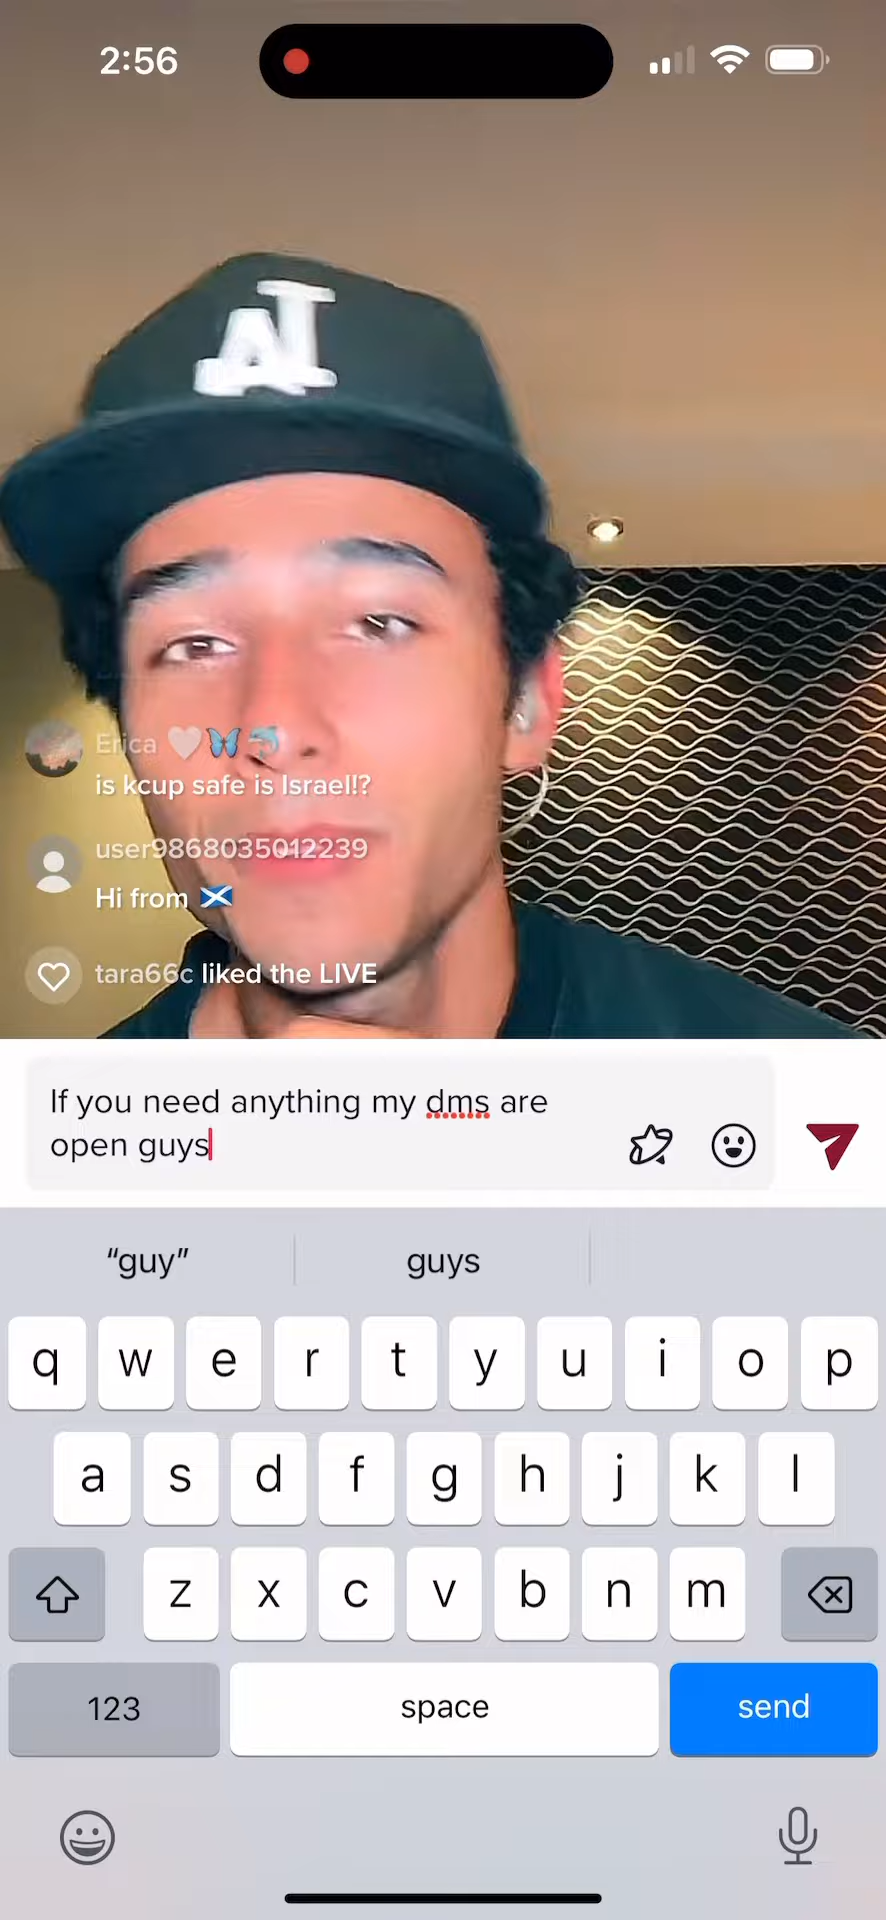 2:56
Erica 🤍🦋🐬
is kcup safe is Israel!?
user9868035012239
Hi from 🏴󠁧󠁢󠁳󠁣󠁴󠁿
tara66c liked the LIVE
If you need anything my dms are
open guys
“guy” guys
q w e r t y u i o p
a s d f g h j k l
z x c v b n m
123 space send